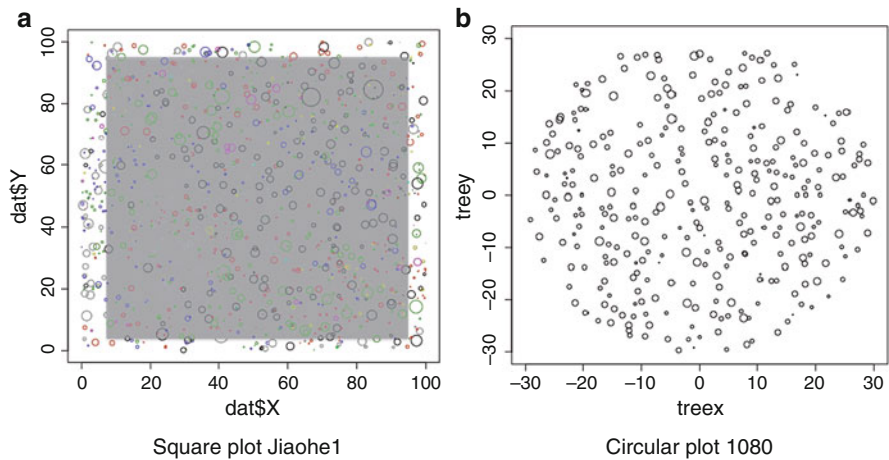 a
100
80
60
40
20
0
dat$Y
0 20 40 60 80 100
dat$X
Square plot Jiaohe1
b
30
20
10
0
−10
−20
−30
treey
−30 −20 −10 0 10 20 30
treex
Circular plot 1080